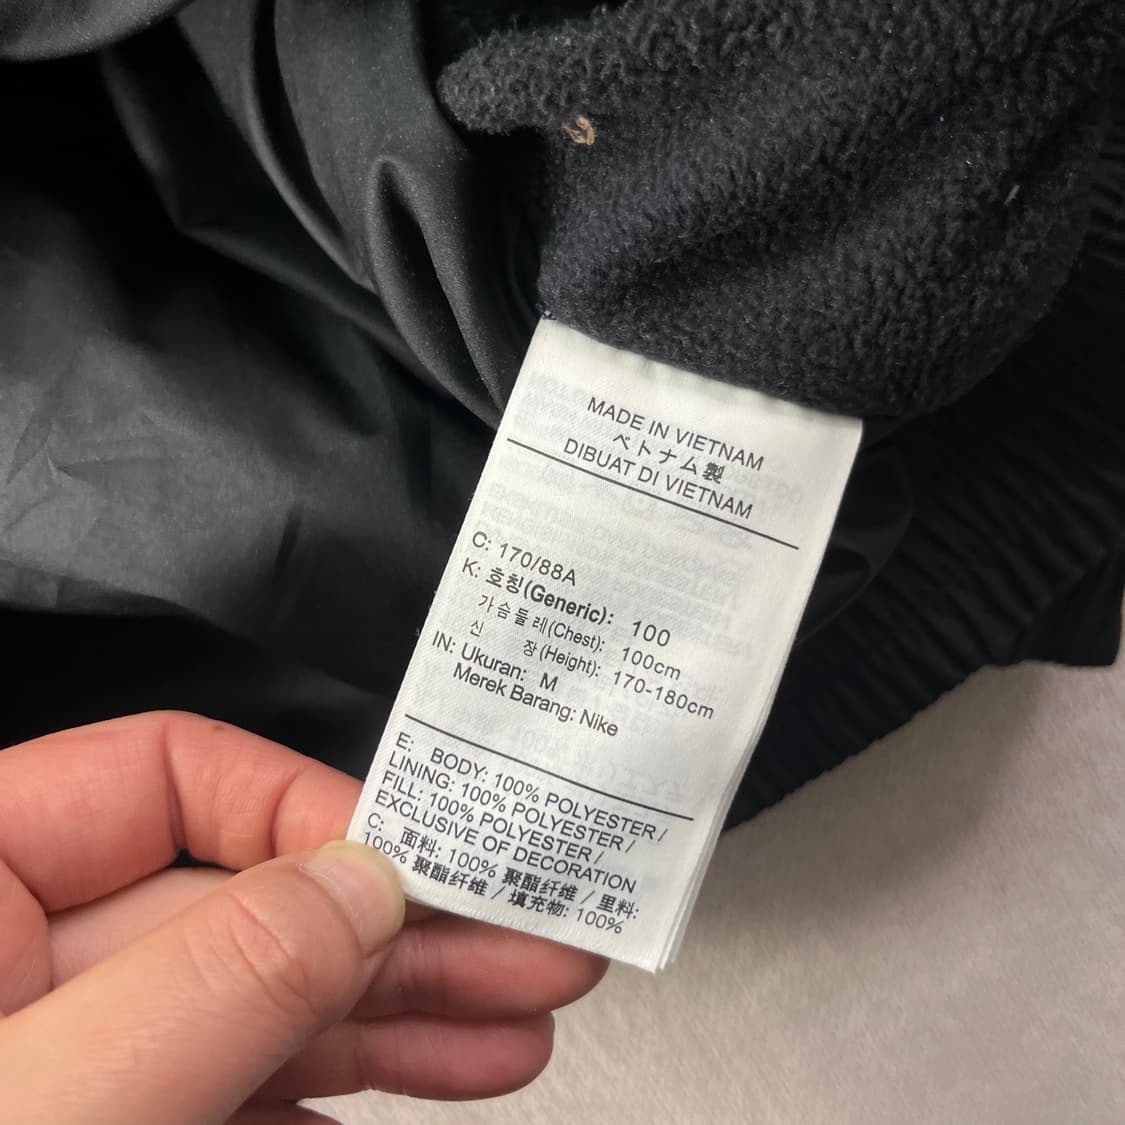 MADE IN VIETNAM
ベトナム製
DIBUAT DI VIETNAM
C: 170/88A
K: 호칭(Generic): 100
가슴둘레(Chest): 100cm
신 장(Height): 170-180cm
IN: Ukuran: M
Merek Barang: Nike
E: BODY: 100% POLYESTER /
LINING: 100% POLYESTER /
FILL: 100% POLYESTER /
EXCLUSIVE OF DECORATION
C: 面料: 100% 聚酯纤维 / 里料:
100% 聚酯纤维 / 填充物: 100%